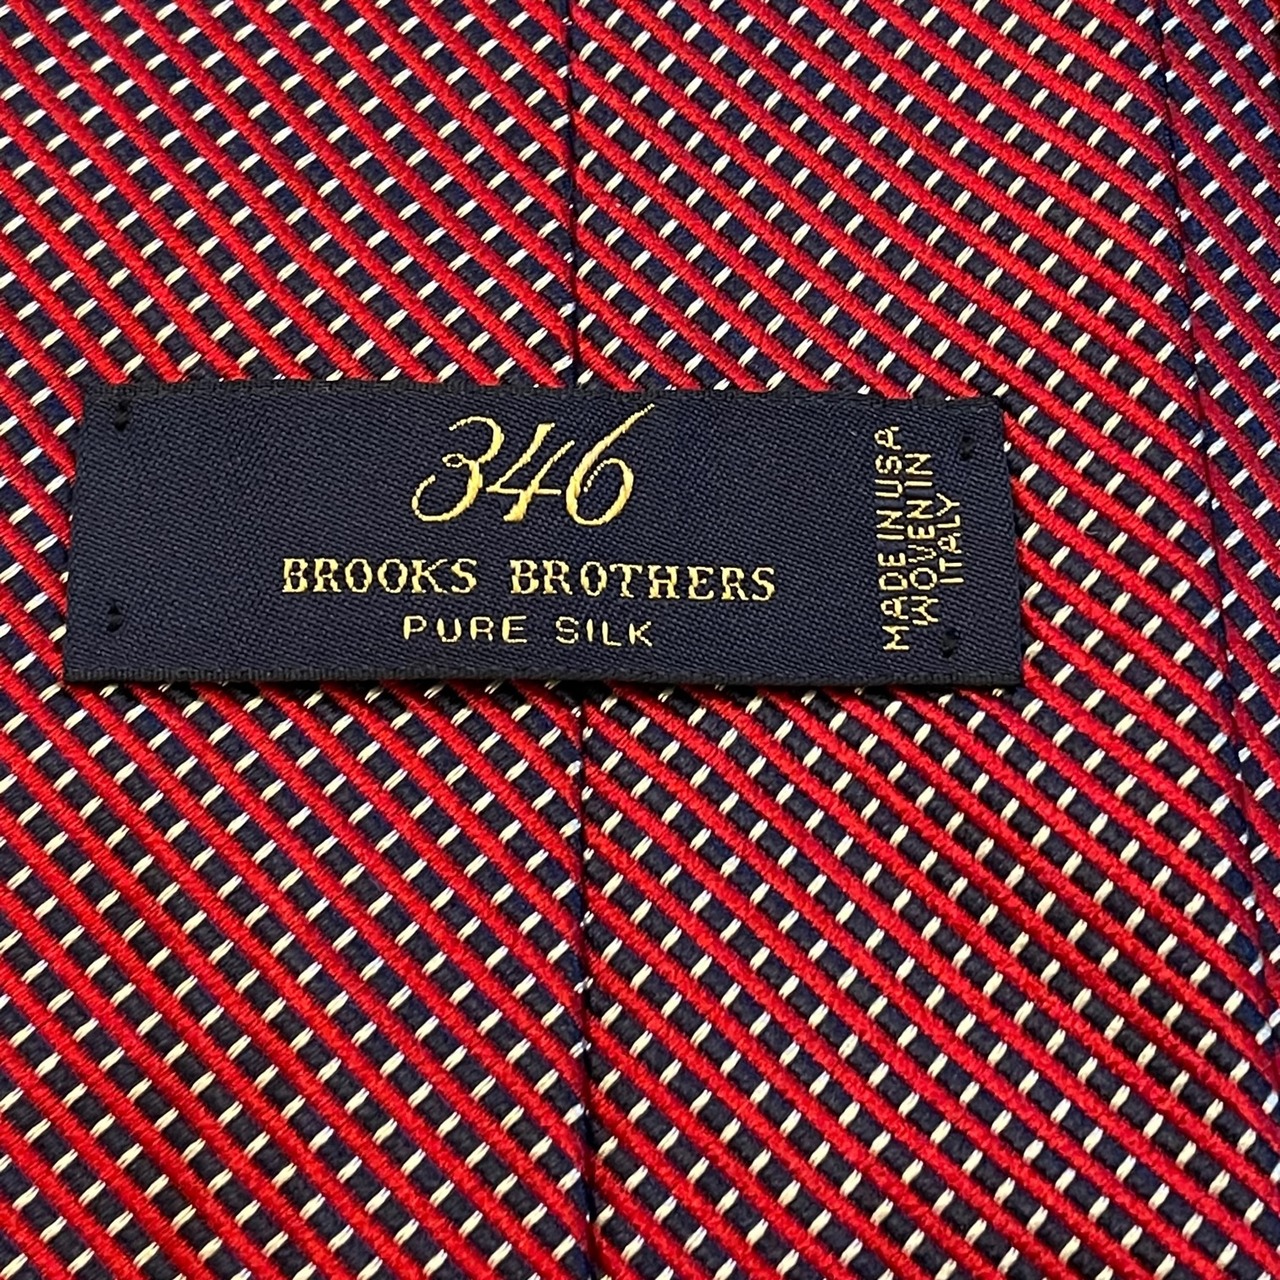 346
BROOKS BROTHERS
PURE SILK
MADE IN USA
WOVEN IN
ITALY